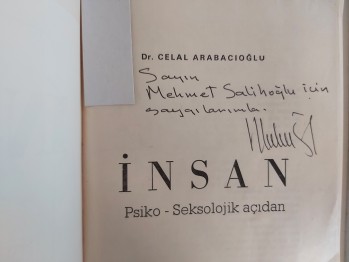 Dr. CELAL ARABACIOĞLU
Sayın
Mehmet Salihoğlu için
saygılarımla.
İNSAN
Psiko - Seksolojik açıdan